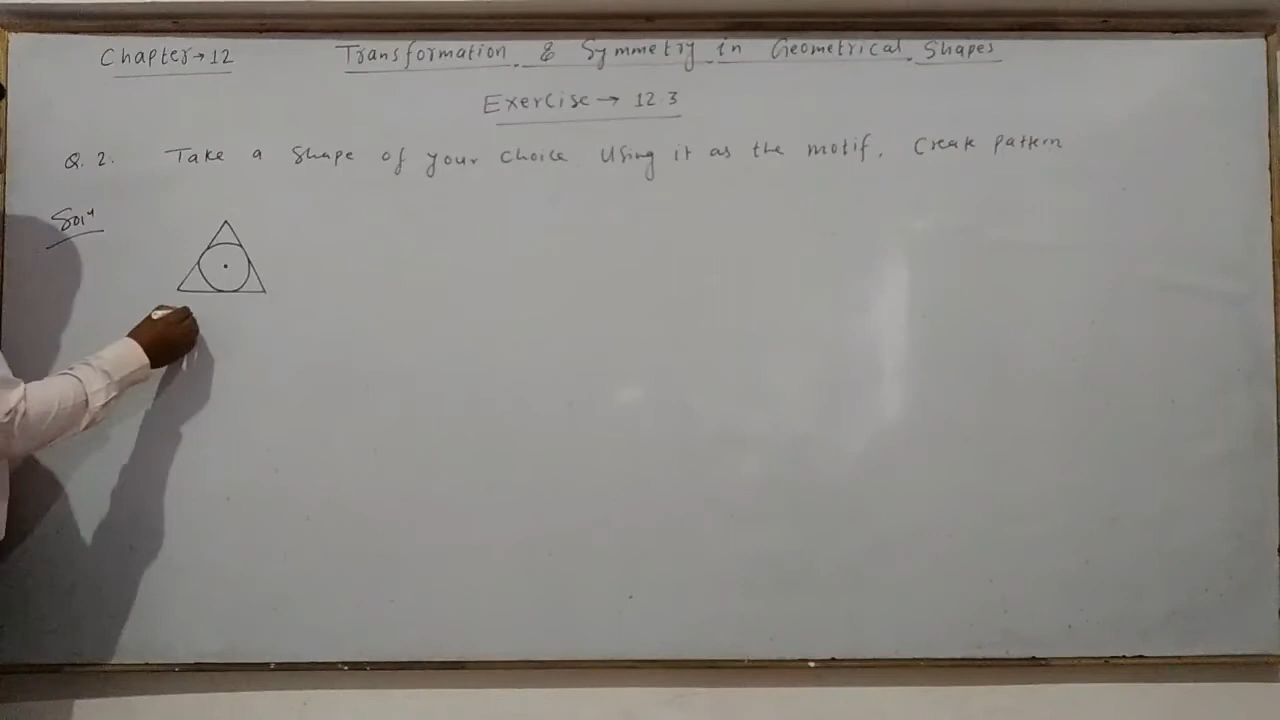 Chapter→12 Transformation & Symmetry in Geometrical Shapes
Exercise→ 12.3
Q. 2. Take a shape of your choice. Using it as the motif. Create pattern
Solⁿ